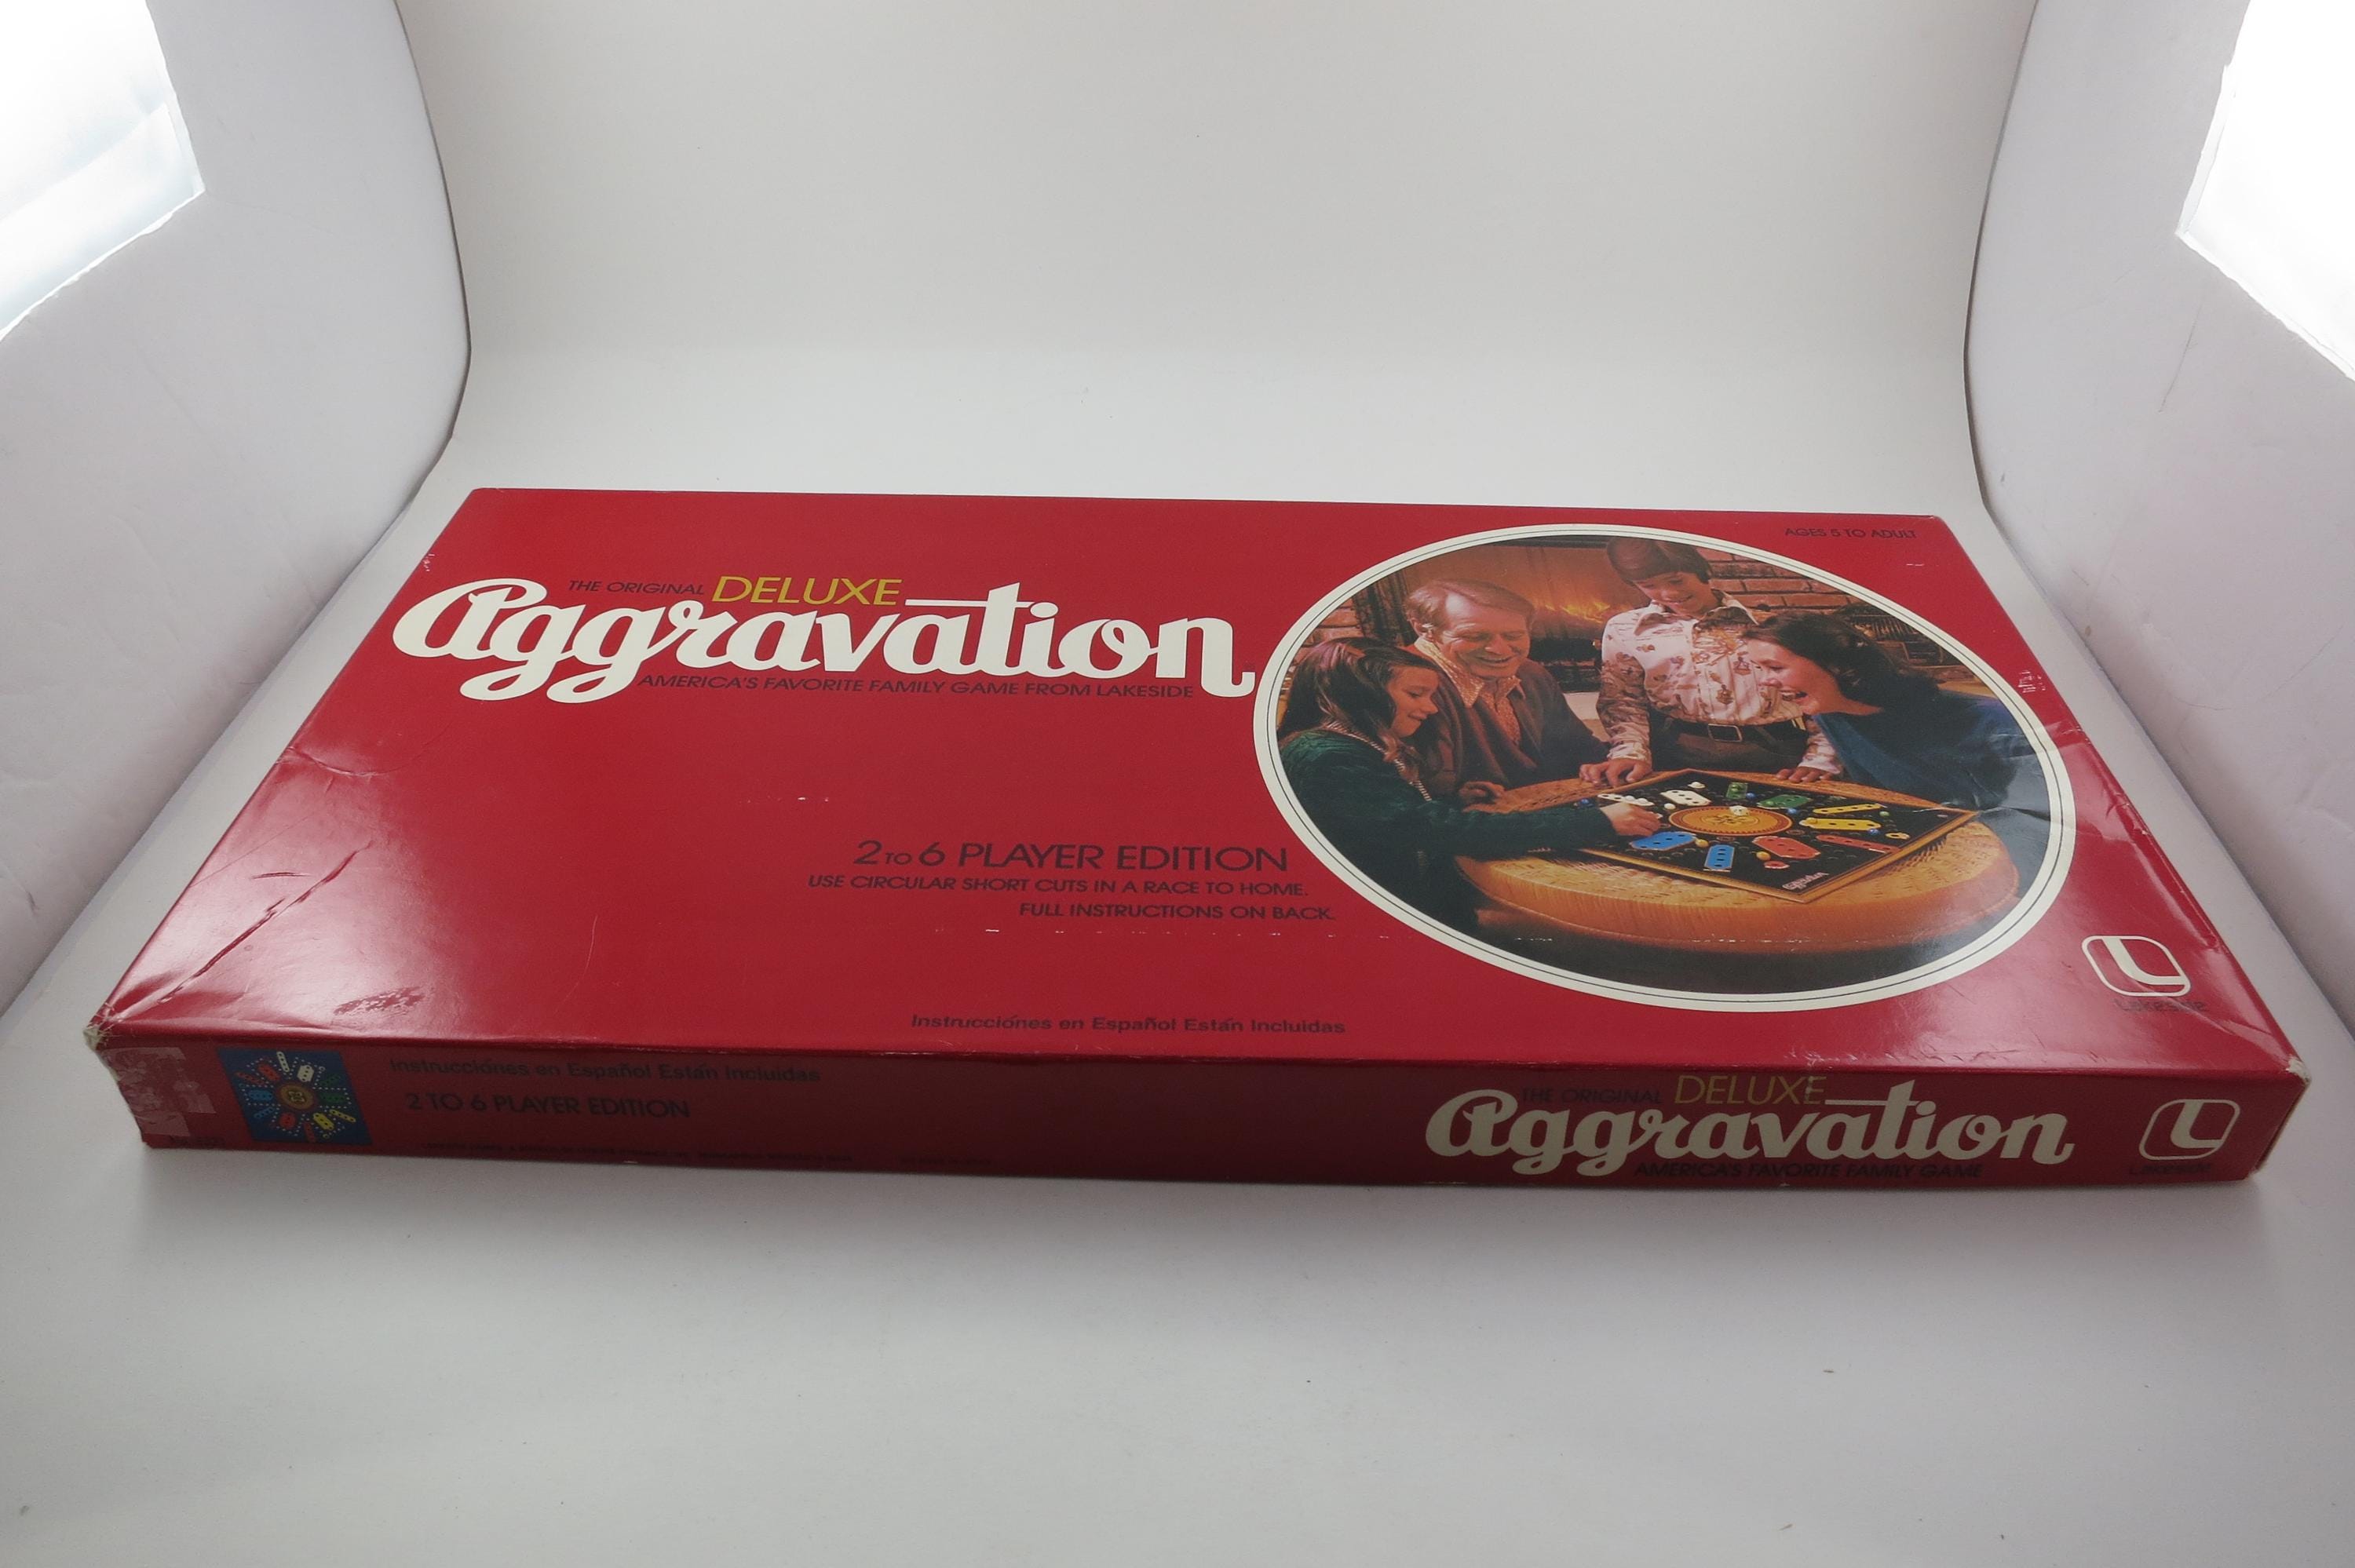 AGES 5 TO ADULT
THE ORIGINAL DELUXE
Aggravation
AMERICA'S FAVORITE FAMILY GAME FROM LAKESIDE
2 TO 6 PLAYER EDITION
USE CIRCULAR SHORT CUTS IN A RACE TO HOME.
FULL INSTRUCTIONS ON BACK.
L
Lakeside
Instrucciónes en Español Están Incluidas
Instrucciónes en Español Están Incluidas
2 TO 6 PLAYER EDITION
THE ORIGINAL DELUXE
Aggravation
AMERICA'S FAVORITE FAMILY GAME
L
Lakeside